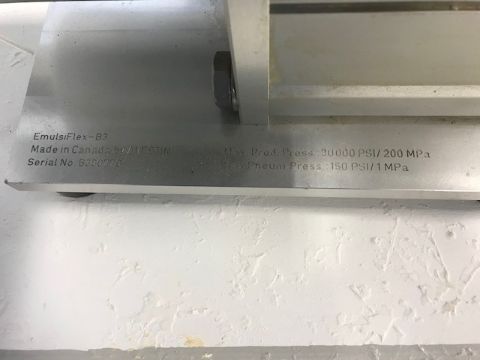 EmulsiFlex-B3
Made in Canada Max. Prod. Press.: 30000 PSI/200 MPa
Serial No. Max. Pneum Press.: 150 PSI/1 MPa